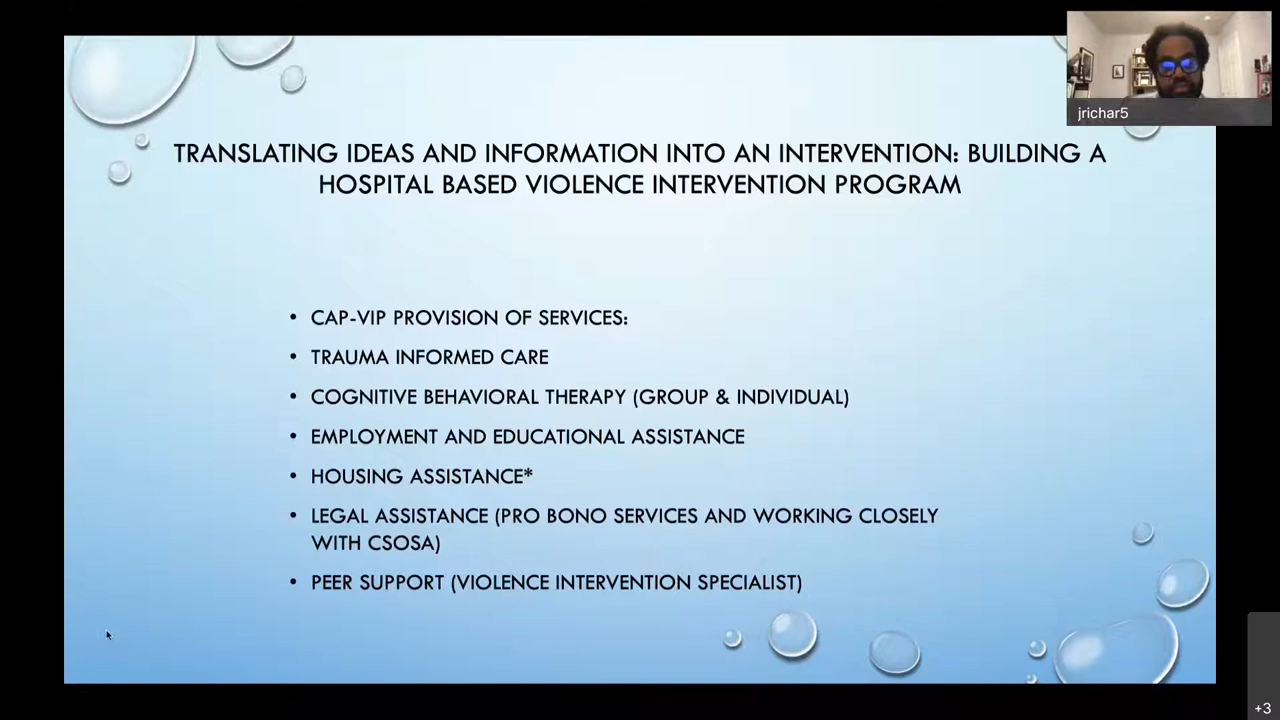 jrichar5
TRANSLATING IDEAS AND INFORMATION INTO AN INTERVENTION: BUILDING A
HOSPITAL BASED VIOLENCE INTERVENTION PROGRAM
• CAP-VIP PROVISION OF SERVICES:
• TRAUMA INFORMED CARE
• COGNITIVE BEHAVIORAL THERAPY (GROUP & INDIVIDUAL)
• EMPLOYMENT AND EDUCATIONAL ASSISTANCE
• HOUSING ASSISTANCE*
• LEGAL ASSISTANCE (PRO BONO SERVICES AND WORKING CLOSELY
WITH CSOSA)
• PEER SUPPORT (VIOLENCE INTERVENTION SPECIALIST)
+3